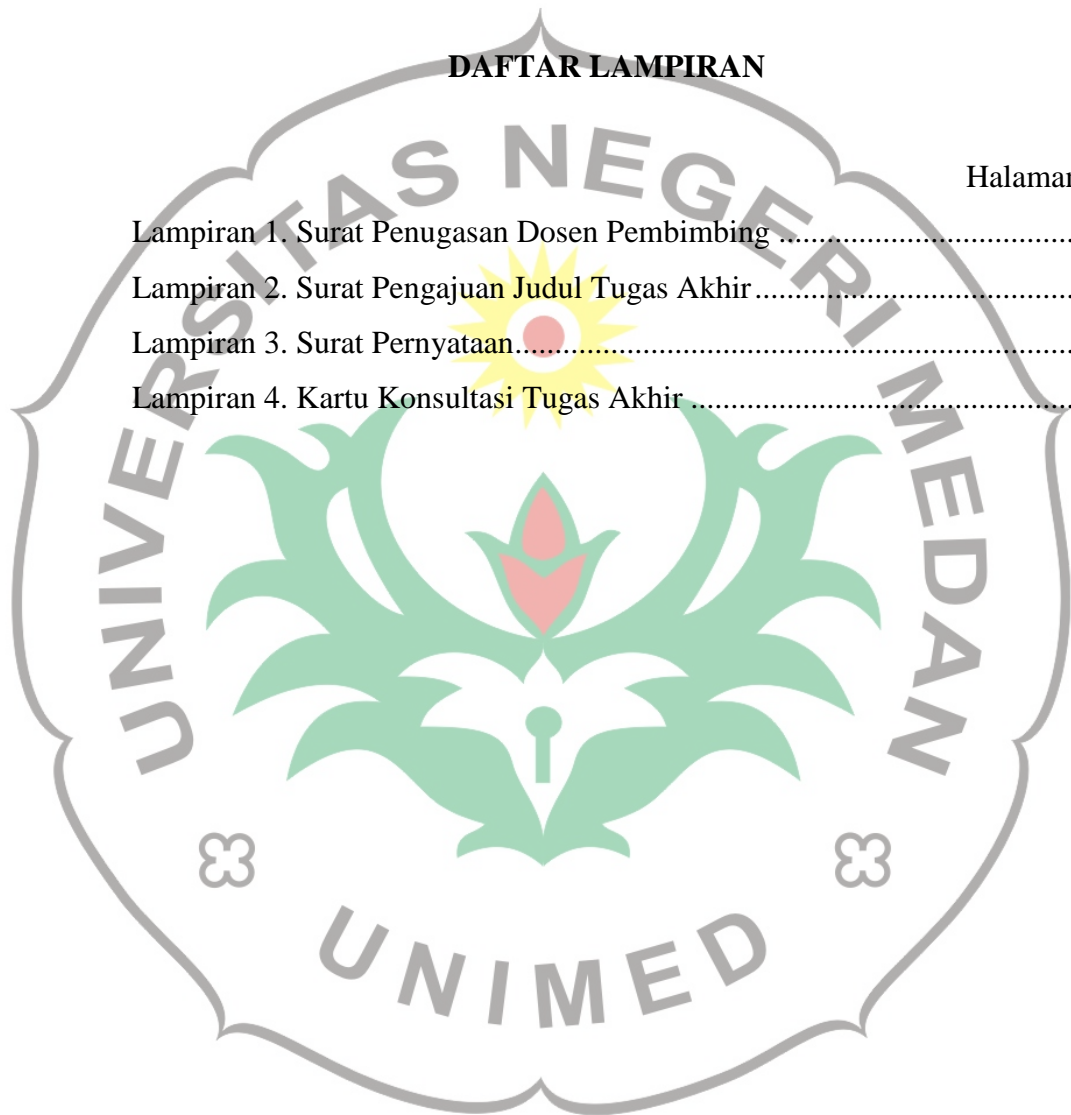 DAFTAR LAMPIRAN
Halaman
Lampiran 1. Surat Penugasan Dosen Pembimbing ......................................
Lampiran 2. Surat Pengajuan Judul Tugas Akhir.........................................
Lampiran 3. Surat Pernyataan.......................................................................
Lampiran 4. Kartu Konsultasi Tugas Akhir .................................................
UNIVERSITAS NEGERI MEDAN
UNIMED